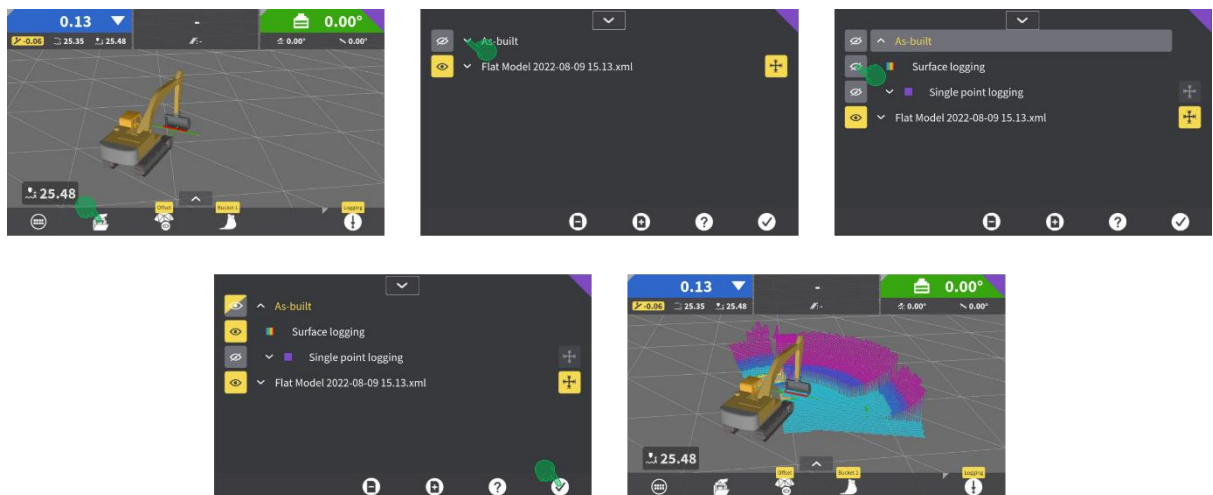 0.13
-
0.00°
-0.06 25.35 25.48
-
0.00° 0.00°
25.48
Offset
Bucket 1
Logging
As-built
Flat Model 2022-08-09 15.13.xml
As-built
Surface logging
Single point logging
Flat Model 2022-08-09 15.13.xml
As-built
Surface logging
Single point logging
Flat Model 2022-08-09 15.13.xml
0.13
-
0.00°
-0.06 25.35 25.48
-
0.00° 0.00°
25.48
Offset
Bucket 1
Logging